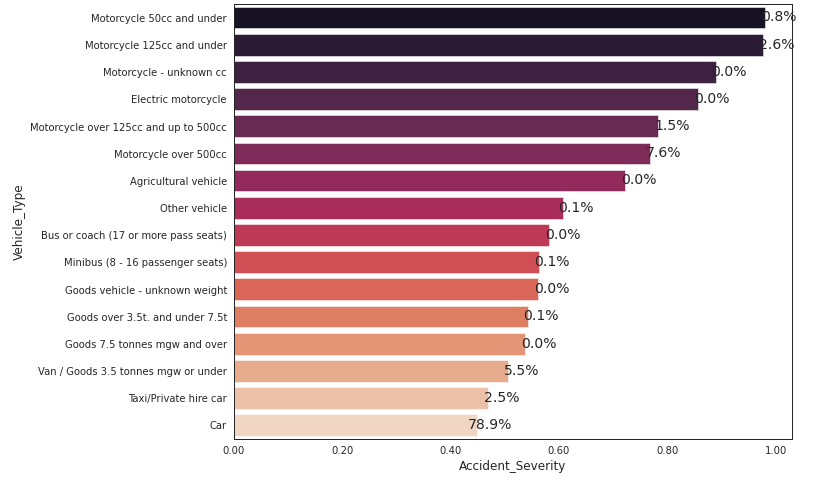 Motorcycle 50cc and under 0.8%
Motorcycle 125cc and under 2.6%
Motorcycle - unknown cc 0.0%
Electric motorcycle 0.0%
Motorcycle over 125cc and up to 500cc 1.5%
Motorcycle over 500cc 7.6%
Agricultural vehicle 0.0%
Other vehicle 0.1%
Bus or coach (17 or more pass seats) 0.0%
Minibus (8 - 16 passenger seats) 0.1%
Goods vehicle - unknown weight 0.0%
Goods over 3.5t. and under 7.5t 0.1%
Goods 7.5 tonnes mgw and over 0.0%
Van / Goods 3.5 tonnes mgw or under 5.5%
Taxi/Private hire car 2.5%
Car 78.9%
Vehicle_Type
0.00 0.20 0.40 0.60 0.80 1.00
Accident_Severity